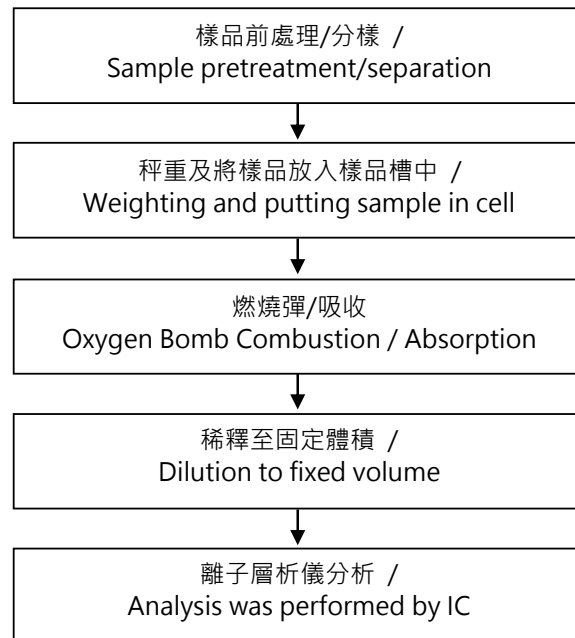 樣品前處理/分樣 /
Sample pretreatment/separation
秤重及將樣品放入樣品槽中 /
Weighting and putting sample in cell
燃燒彈/吸收
Oxygen Bomb Combustion / Absorption
稀釋至固定體積 /
Dilution to fixed volume
離子層析儀分析 /
Analysis was performed by IC